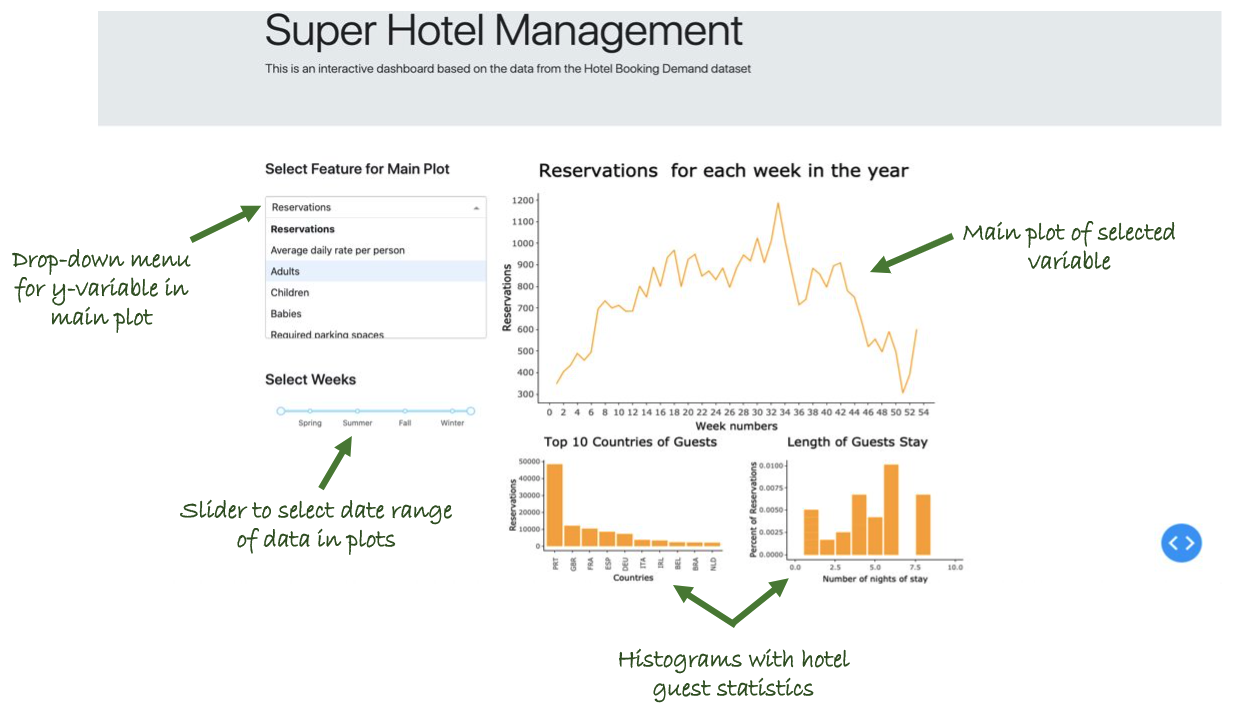 Super Hotel Management
This is an interactive dashboard based on the data from the Hotel Booking Demand dataset
Select Feature for Main Plot
Reservations
Reservations
Average daily rate per person
Adults
Children
Babies
Required parking spaces
Drop-down menu
for y-variable in
main plot
Select Weeks
Spring Summer Fall Winter
Slider to select date range
of data in plots
Reservations for each week in the year
1200
1100
1000
900
800
700
600
500
400
300
Reservations
0 2 4 6 8 10 12 14 16 18 20 22 24 26 28 30 32 34 36 38 40 42 44 46 48 50 52 54
Week numbers
Main plot of selected
variable
Top 10 Countries of Guests
50000
40000
30000
20000
10000
0
Reservations
PRT GBR FRA ESP DEU ITA IRL BEL BRA NLD
Countries
Length of Guests Stay
0.0100
0.0075
0.0050
0.0025
0.0000
Percent of Reservations
0.0 2.5 5.0 7.5 10.0
Number of nights of stay
Histograms with hotel
guest statistics